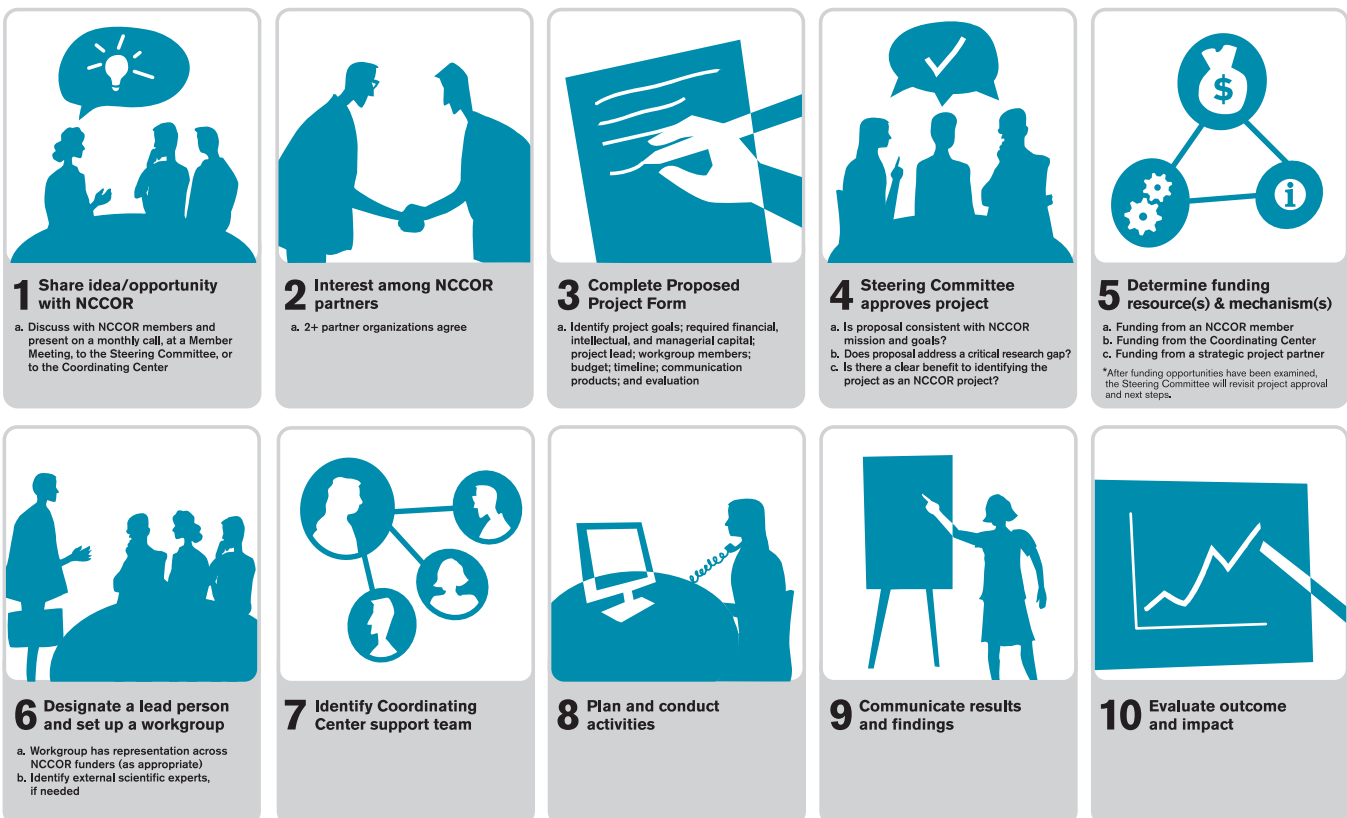 $
i
1 Share idea/opportunity
with NCCOR
a. Discuss with NCCOR members and
present on a monthly call, at a Member
Meeting, to the Steering Committee, or
to the Coordinating Center
2 Interest among NCCOR
partners
a. 2+ partner organizations agree
3 Complete Proposed
Project Form
a. Identify project goals; required financial,
intellectual, and managerial capital;
project lead; workgroup members;
budget; timeline; communication
products; and evaluation
4 Steering Committee
approves project
a. Is proposal consistent with NCCOR
mission and goals?
b. Does proposal address a critical research gap?
c. Is there a clear benefit to identifying the
project as an NCCOR project?
5 Determine funding
resource(s) & mechanism(s)
a. Funding from an NCCOR member
b. Funding from the Coordinating Center
c. Funding from a strategic project partner
*After funding opportunities have been examined,
the Steering Committee will revisit project approval
and next steps.
6 Designate a lead person
and set up a workgroup
a. Workgroup has representation across
NCCOR funders (as appropriate)
b. Identify external scientific experts,
if needed
7 Identify Coordinating
Center support team
8 Plan and conduct
activities
9 Communicate results
and findings
10 Evaluate outcome
and impact